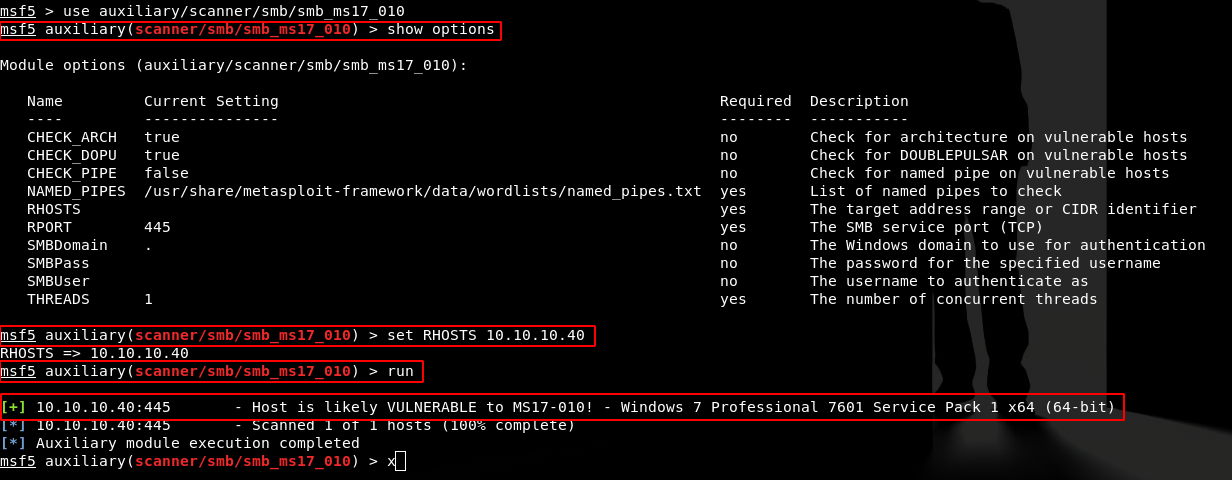 msf5 > use auxiliary/scanner/smb/smb_ms17_010
msf5 auxiliary(scanner/smb/smb_ms17_010) > show options
Module options (auxiliary/scanner/smb/smb_ms17_010):
Name Current Setting Required Description
---- --------------- -------- -----------
CHECK_ARCH true no Check for architecture on vulnerable hosts
CHECK_DOPU true no Check for DOUBLEPULSAR on vulnerable hosts
CHECK_PIPE false no Check for named pipe on vulnerable hosts
NAMED_PIPES /usr/share/metasploit-framework/data/wordlists/named_pipes.txt yes List of named pipes to check
RHOSTS yes The target address range or CIDR identifier
RPORT 445 yes The SMB service port (TCP)
SMBDomain . no The Windows domain to use for authentication
SMBPass no The password for the specified username
SMBUser no The username to authenticate as
THREADS 1 yes The number of concurrent threads
msf5 auxiliary(scanner/smb/smb_ms17_010) > set RHOSTS 10.10.10.40
RHOSTS => 10.10.10.40
msf5 auxiliary(scanner/smb/smb_ms17_010) > run
[+] 10.10.10.40:445 - Host is likely VULNERABLE to MS17-010! - Windows 7 Professional 7601 Service Pack 1 x64 (64-bit)
[*] 10.10.10.40:445 - Scanned 1 of 1 hosts (100% complete)
[*] Auxiliary module execution completed
msf5 auxiliary(scanner/smb/smb_ms17_010) > x